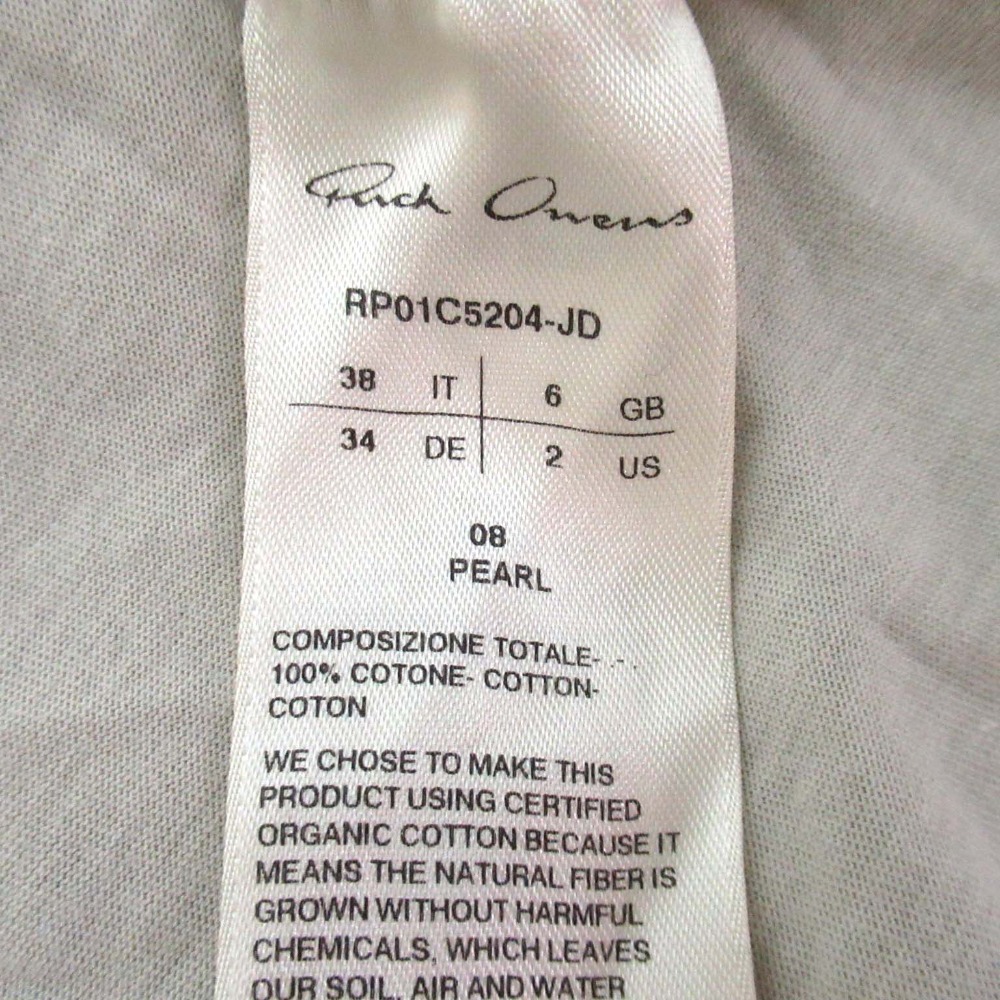 Rick Owens
RP01C5204-JD
38 IT 6 GB
34 DE 2 US
08
PEARL
COMPOSIZIONE TOTALE- - -
100% COTONE- COTTON-
COTON
WE CHOSE TO MAKE THIS
PRODUCT USING CERTIFIED
ORGANIC COTTON BECAUSE IT
MEANS THE NATURAL FIBER IS
GROWN WITHOUT HARMFUL
CHEMICALS, WHICH LEAVES
OUR SOIL, AIR AND WATER